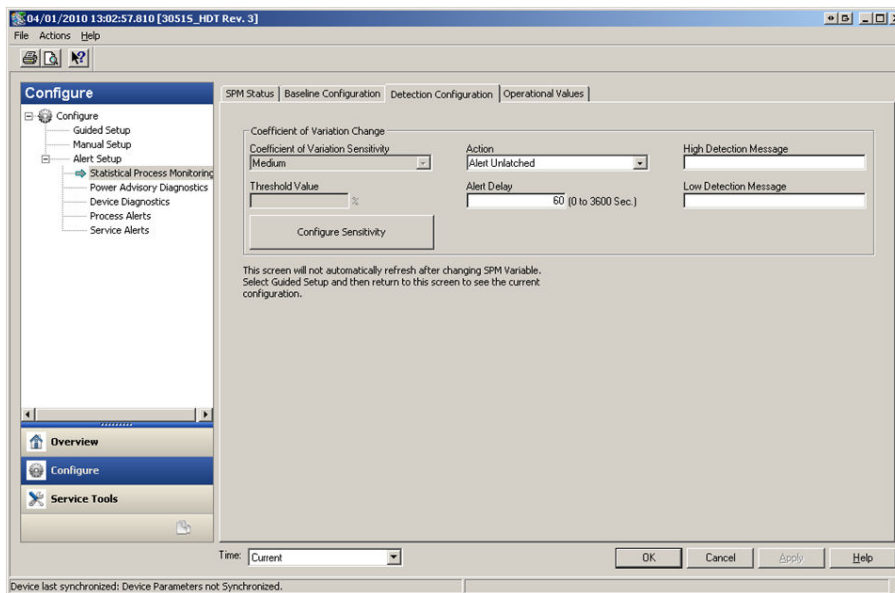 04/01/2010 13:02:57.810 [3051S_HDT Rev. 3]
File Actions Help
Configure
Configure
Guided Setup
Manual Setup
Alert Setup
Statistical Process Monitoring
Power Advisory Diagnostics
Device Diagnostics
Process Alerts
Service Alerts
Overview
Configure
Service Tools
SPM Status Baseline Configuration Detection Configuration Operational Values
Coefficient of Variation Change
Coefficient of Variation Sensitivity Action High Detection Message
Medium Alert Unlatched
Threshold Value Alert Delay Low Detection Message
% 60 (0 to 3600 Sec.)
Configure Sensitivity
This screen will not automatically refresh after changing SPM Variable.
Select Guided Setup and then return to this screen to see the current
configuration.
Time: Current OK Cancel Apply Help
Device last synchronized: Device Parameters not Synchronized.